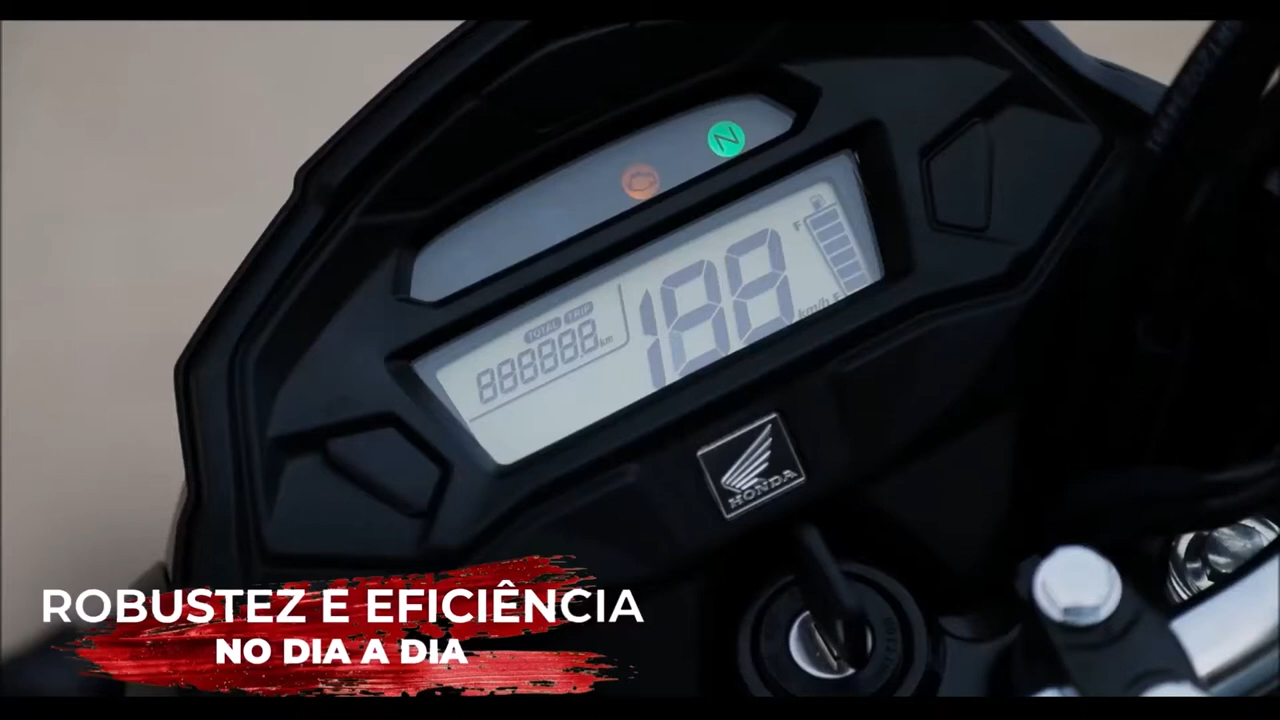 N
TOTAL TRIP
888888 km
188 km/h
F
E
HONDA
ROBUSTEZ E EFICIÊNCIA
NO DIA A DIA